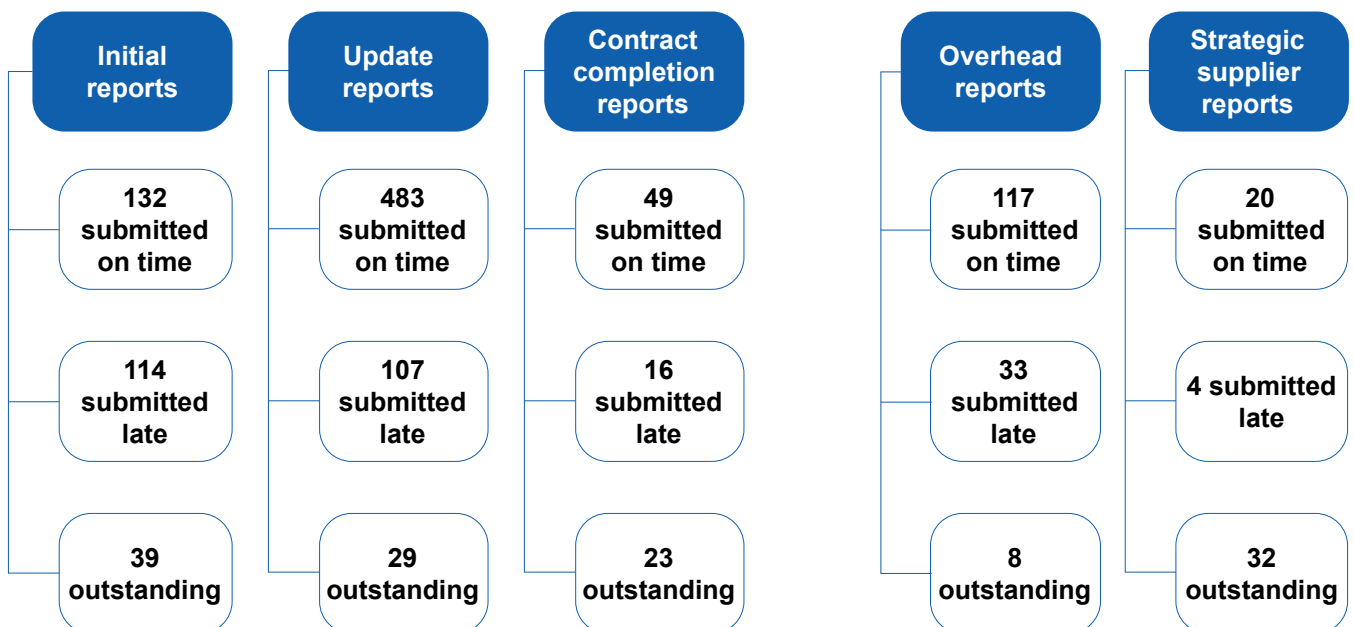 Initial
reports
132
submitted
on time
114
submitted
late
39
outstanding
Update
reports
483
submitted
on time
107
submitted
late
29
outstanding
Contract
completion
reports
49
submitted
on time
16
submitted
late
23
outstanding
Overhead
reports
117
submitted
on time
33
submitted
late
8
outstanding
Strategic
supplier
reports
20
submitted
on time
4 submitted
late
32
outstanding